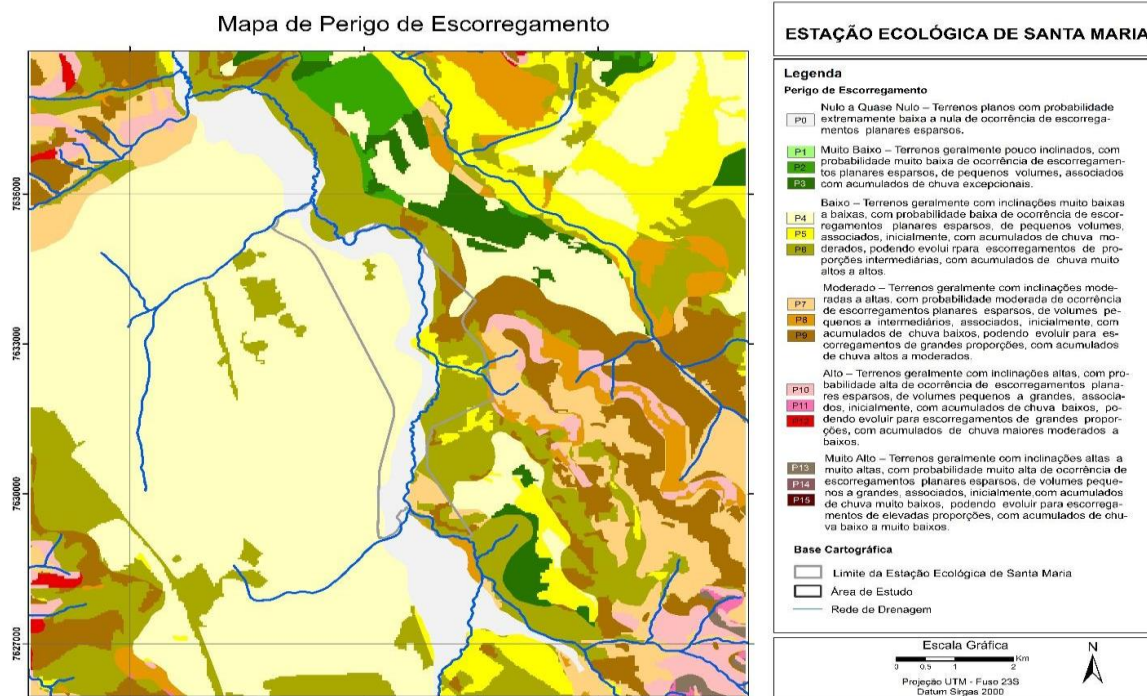 Mapa de Perigo de Escorregamento
7636000
7633000
7630000
7627000
ESTAÇÃO ECOLÓGICA DE SANTA MARIA
Legenda
Perigo de Escorregamento
P0
Nulo a Quase Nulo – Terrenos planos com probabilidade
extremamente baixa a nula de ocorrência de escorrega-
mentos planares esparsos.
P1
P2
P3
Muito Baixo – Terrenos geralmente pouco inclinados, com
probabilidade muito baixa de ocorrência de escorregamen-
tos planares esparsos, de pequenos volumes, associados
com acumulados de chuva excepcionais.
P4
P5
P6
Baixo – Terrenos geralmente com inclinações muito baixas
a baixas, com probabilidade baixa de ocorrência de escor-
regamentos planares esparsos, de pequenos volumes,
associados, inicialmente, com acumulados de chuva mo-
derados, podendo evolui para escorregamentos de pro-
porções intermediárias, com acumulados de chuva muito
altos a altos.
P7
P8
P9
Moderado – Terrenos geralmente com inclinações mode-
radas a altas, com probabilidade moderada de ocorrência
de escorregamentos planares esparsos, de volumes pe-
quenos a intermediários, associados, inicialmente, com
acumulados de chuva baixos, podendo evoluir para es-
corregamentos de grandes proporções, com acumulados
de chuva altos a moderados.
P10
P11
P12
Alto – Terrenos geralmente com inclinações altas, com pro-
babilidade alta de ocorrência de escorregamentos plana-
res esparsos, de volumes pequenos a grandes, associa-
dos, inicialmente, com acumulados de chuva baixos, po-
dendo evoluir para escorregamentos de grandes propor-
ções, com acumulados de chuva maiores moderados a
baixos.
P13
P14
P15
Muito Alto – Terrenos geralmente com inclinações altas a
muito altas, com probabilidade muito alta de ocorrência de
escorregamentos planares esparsos, de volumes peque-
nos a grandes, associados, inicialmente,com acumulados
de chuva muito baixos, podendo evoluir para escorrega-
mentos de elevadas proporções, com acumulados de chu-
va baixo a muito baixos.
Base Cartográfica
Limite da Estação Ecológica de Santa Maria
Área de Estudo
Rede de Drenagem
Escala Gráfica
0 0.5 1 2 Km
N
Projeção UTM - Fuso 23S
Datum Sirgas 2000